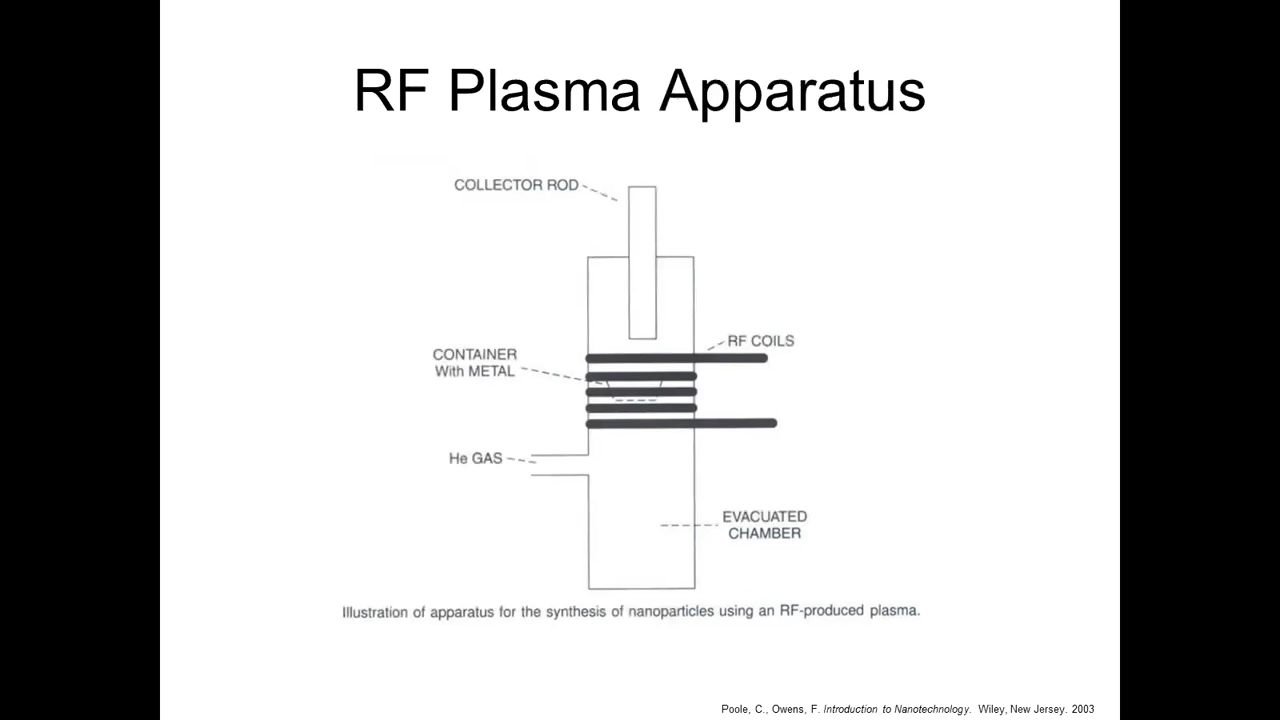 RF Plasma Apparatus
COLLECTOR ROD
RF COILS
CONTAINER
With METAL
He GAS
EVACUATED
CHAMBER
Illustration of apparatus for the synthesis of nanoparticles using an RF-produced plasma.
Poole, C., Owens, F. Introduction to Nanotechnology. Wiley, New Jersey. 2003